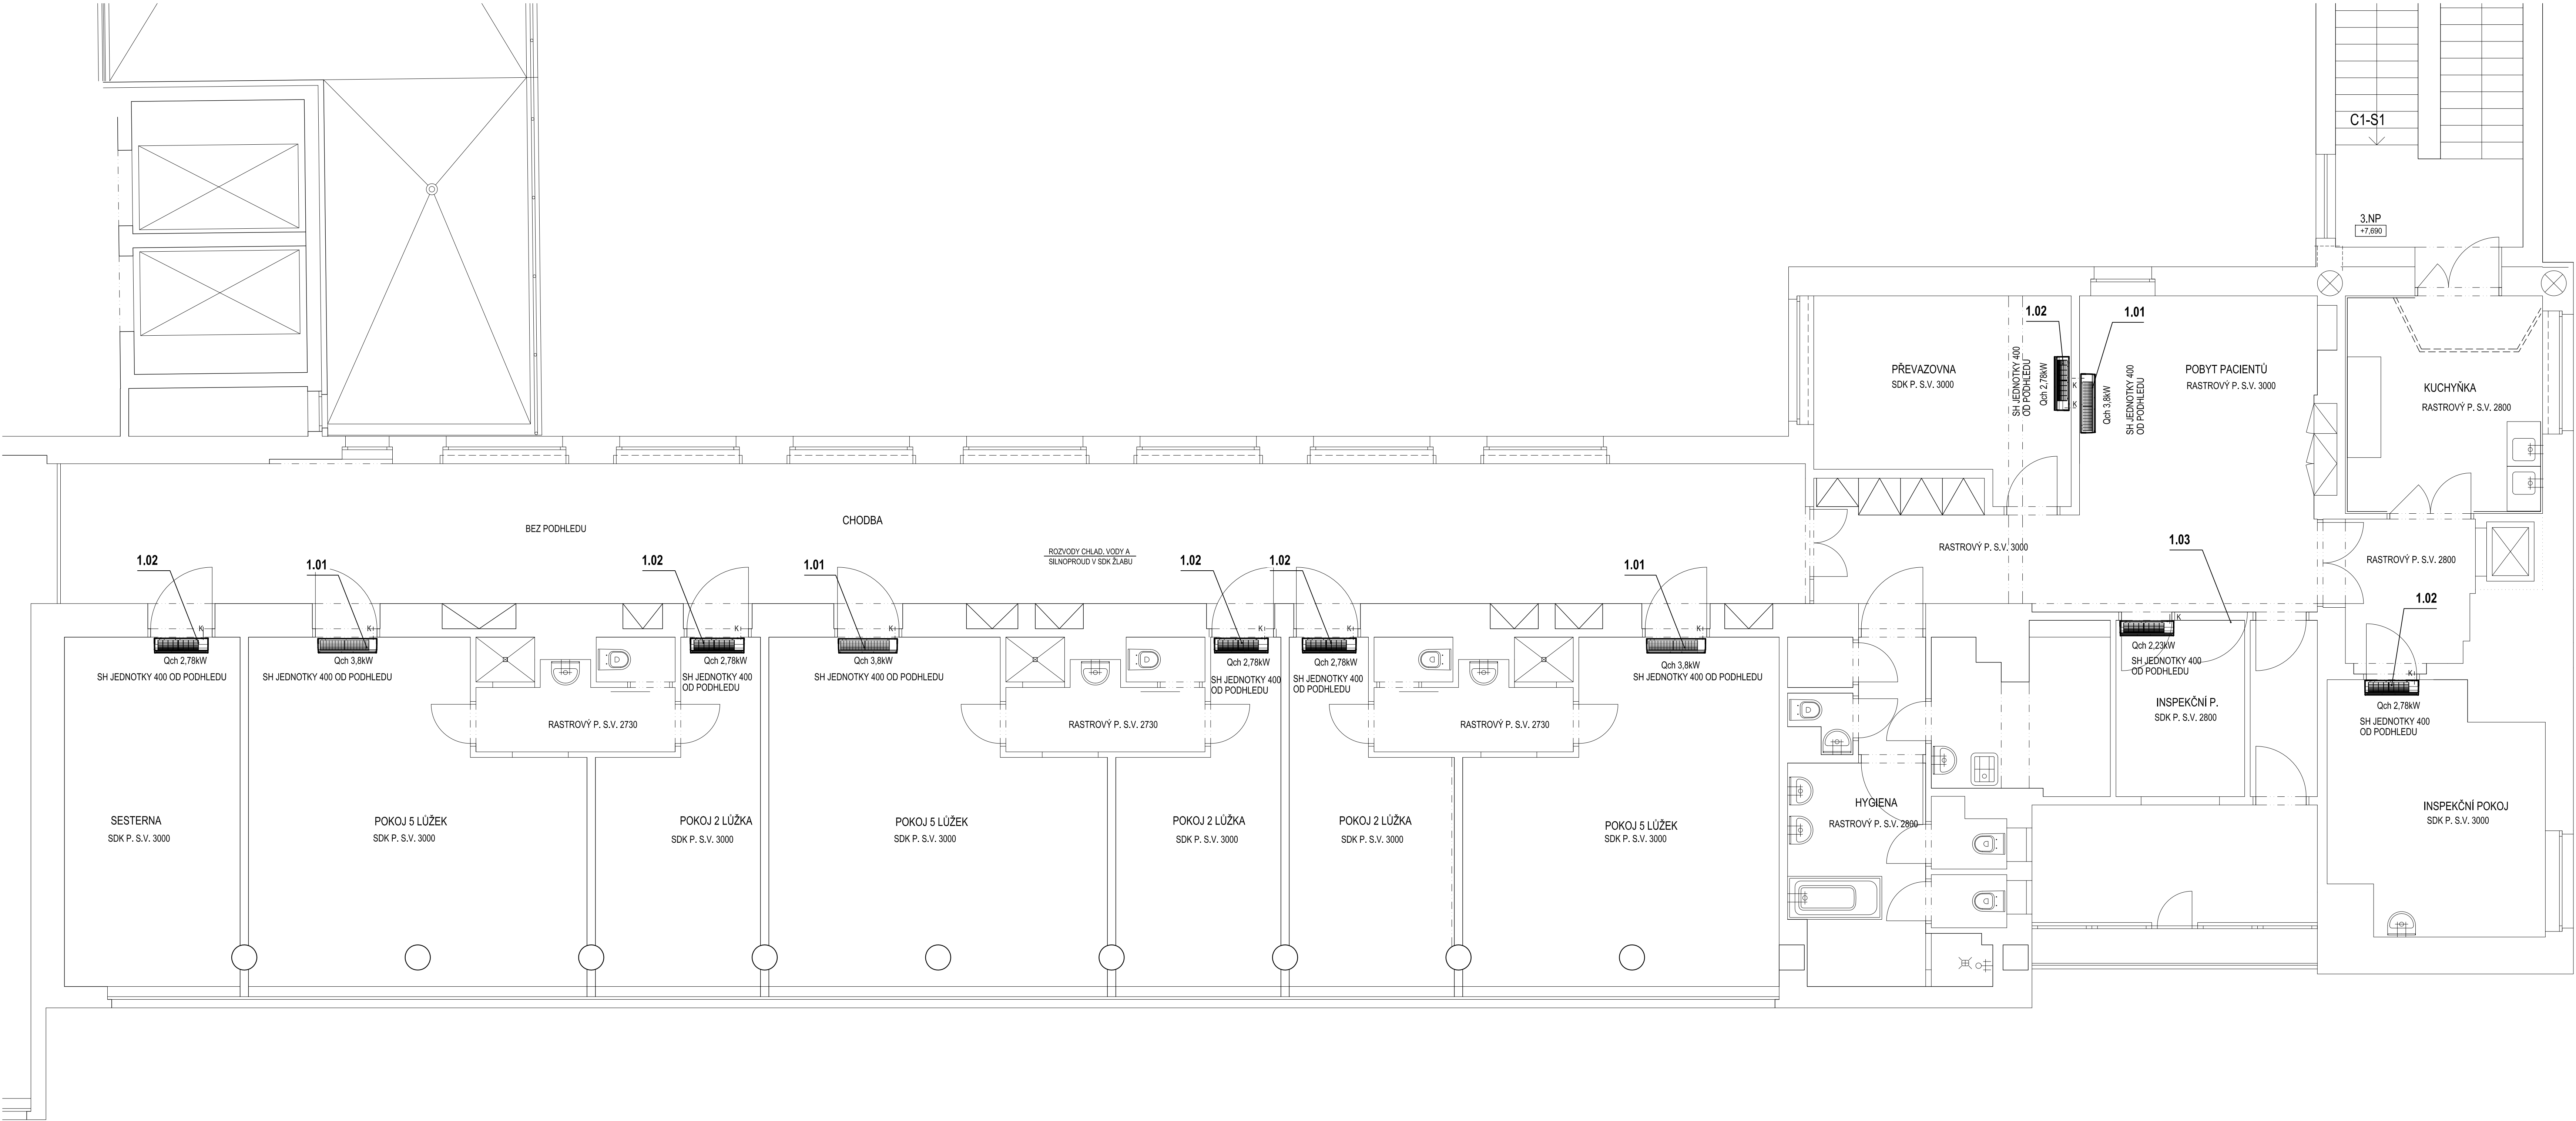 C1-S1
3.NP
+7,690
1.02
1.01
PŘEVAZOVNA
SDK P. S.V. 3000
SH JEDNOTKY 400
OD PODHLEDU
Qch 2,78kW
K
K
Qch 3,8kW
SH JEDNOTKY 400
OD PODHLEDU
POBYT PACIENTŮ
RASTROVÝ P. S.V. 3000
KUCHYŇKA
RASTROVÝ P. S.V. 2800
BEZ PODHLEDU
CHODBA
ROZVODY CHLAD. VODY A
SILNOPROUD V SDK ŽLABU
RASTROVÝ P. S.V. 3000
1.03
RASTROVÝ P. S.V. 2800
1.02
K
Qch 2,78kW
SH JEDNOTKY 400 OD PODHLEDU
SESTERNA
SDK P. S.V. 3000
1.01
K
Qch 3,8kW
SH JEDNOTKY 400 OD PODHLEDU
POKOJ 5 LŮŽEK
SDK P. S.V. 3000
RASTROVÝ P. S.V. 2730
1.02
K
Qch 2,78kW
SH JEDNOTKY 400
OD PODHLEDU
POKOJ 2 LŮŽKA
SDK P. S.V. 3000
1.01
K
Qch 3,8kW
SH JEDNOTKY 400 OD PODHLEDU
POKOJ 5 LŮŽEK
SDK P. S.V. 3000
RASTROVÝ P. S.V. 2730
1.02
K
Qch 2,78kW
SH JEDNOTKY 400
OD PODHLEDU
POKOJ 2 LŮŽKA
SDK P. S.V. 3000
1.02
K
Qch 2,78kW
SH JEDNOTKY 400
OD PODHLEDU
POKOJ 2 LŮŽKA
SDK P. S.V. 3000
RASTROVÝ P. S.V. 2730
1.01
K
Qch 3,8kW
SH JEDNOTKY 400 OD PODHLEDU
POKOJ 5 LŮŽEK
SDK P. S.V. 3000
HYGIENA
RASTROVÝ P. S.V. 2800
K
Qch 2,23kW
SH JEDNOTKY 400
OD PODHLEDU
INSPEKČNÍ P.
SDK P. S.V. 2800
1.02
K
Qch 2,78kW
SH JEDNOTKY 400
OD PODHLEDU
INSPEKČNÍ POKOJ
SDK P. S.V. 3000